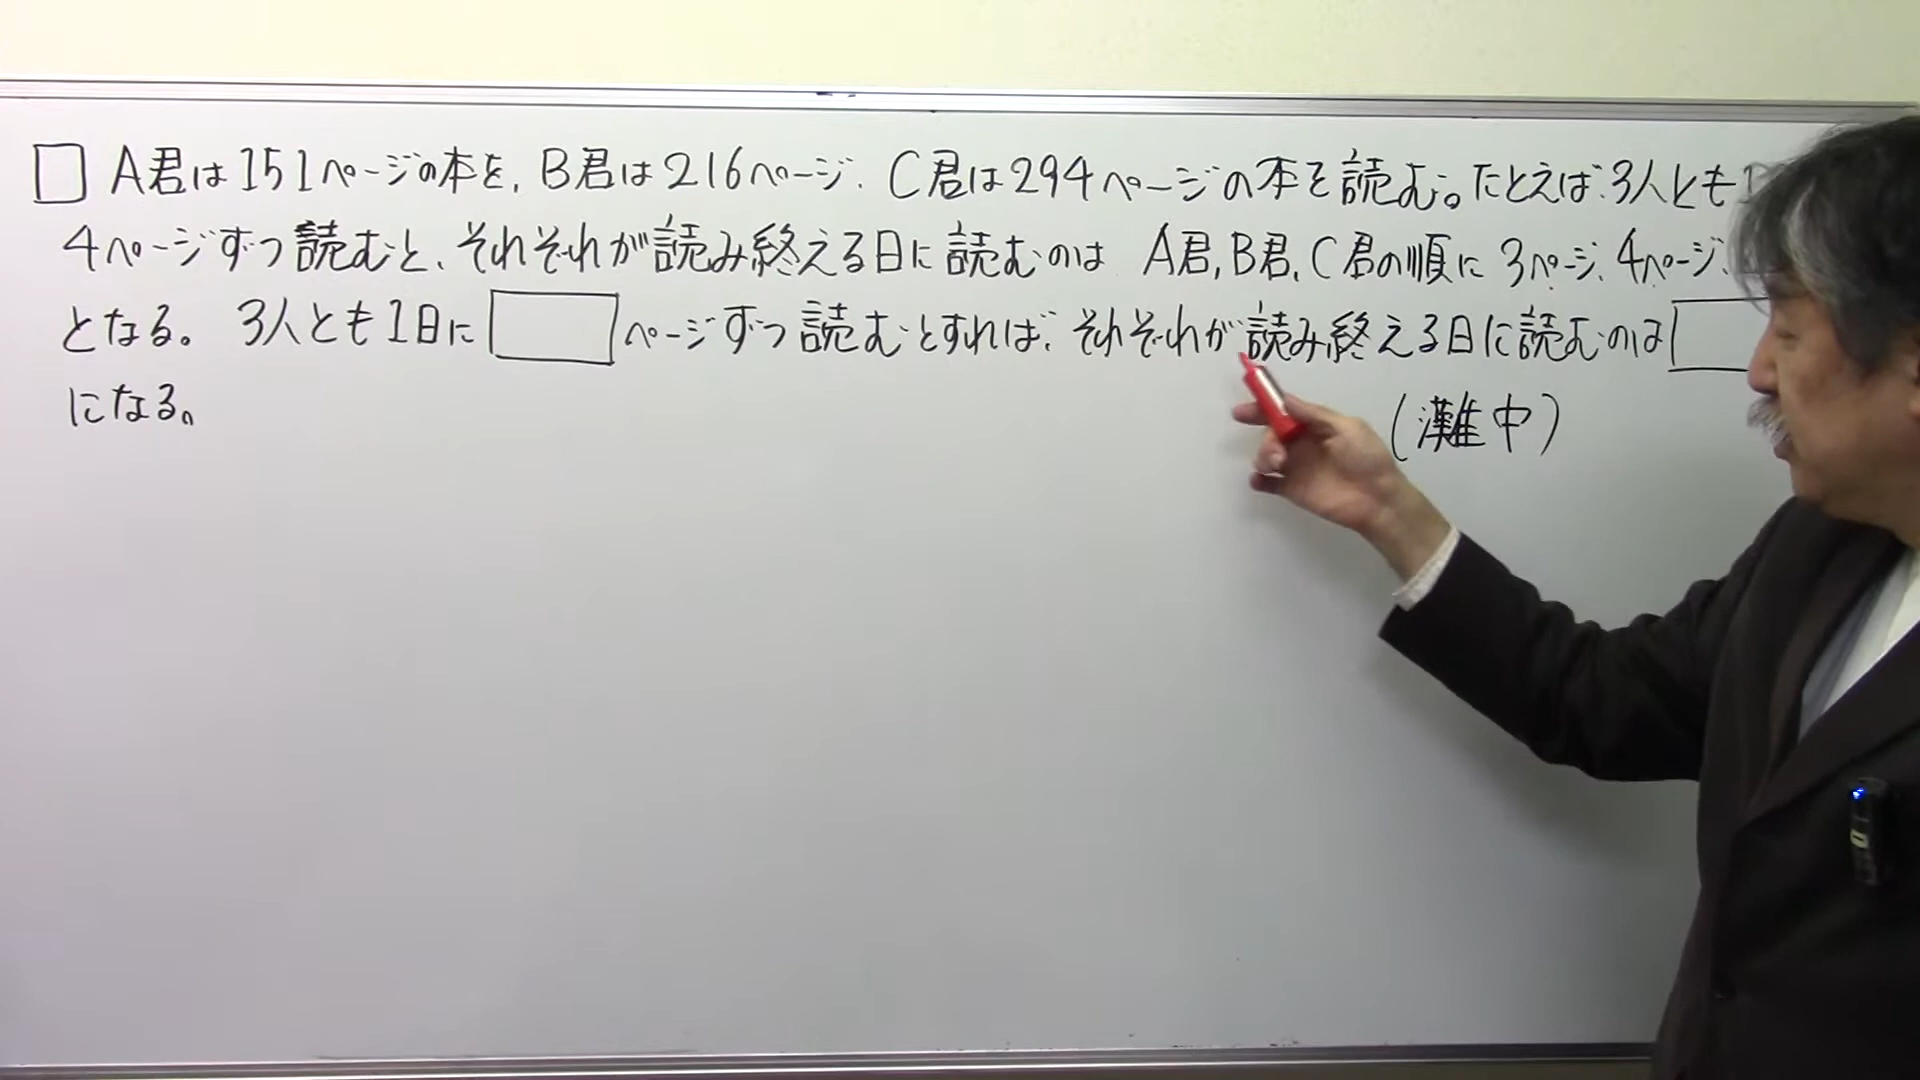 □ A君は151ページの本を、B君は216ページ、C君は294ページの本を読む。たとえば、3人とも1
4ページずつ読むと、それぞれが読み終える日に読むのは A君、B君、C君の順に 3ページ、4ページ、
となる。 3人とも1日に □ ページずつ読むとすれば、それぞれが読み終える日に読むのは
になる。
(灘中)